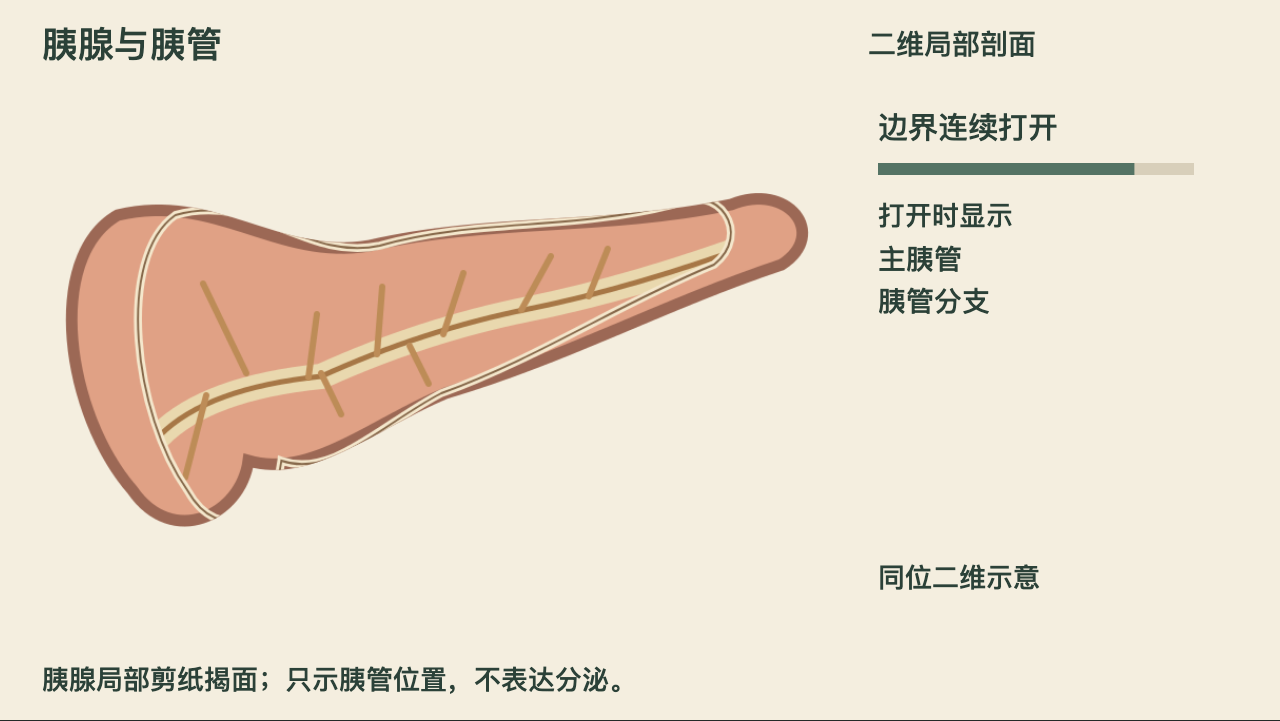 胰腺与胰管
二维局部剖面
边界连续打开
打开时显示
主胰管
胰管分支
同位二维示意
胰腺局部剪纸揭面；只示胰管位置，不表达分泌。